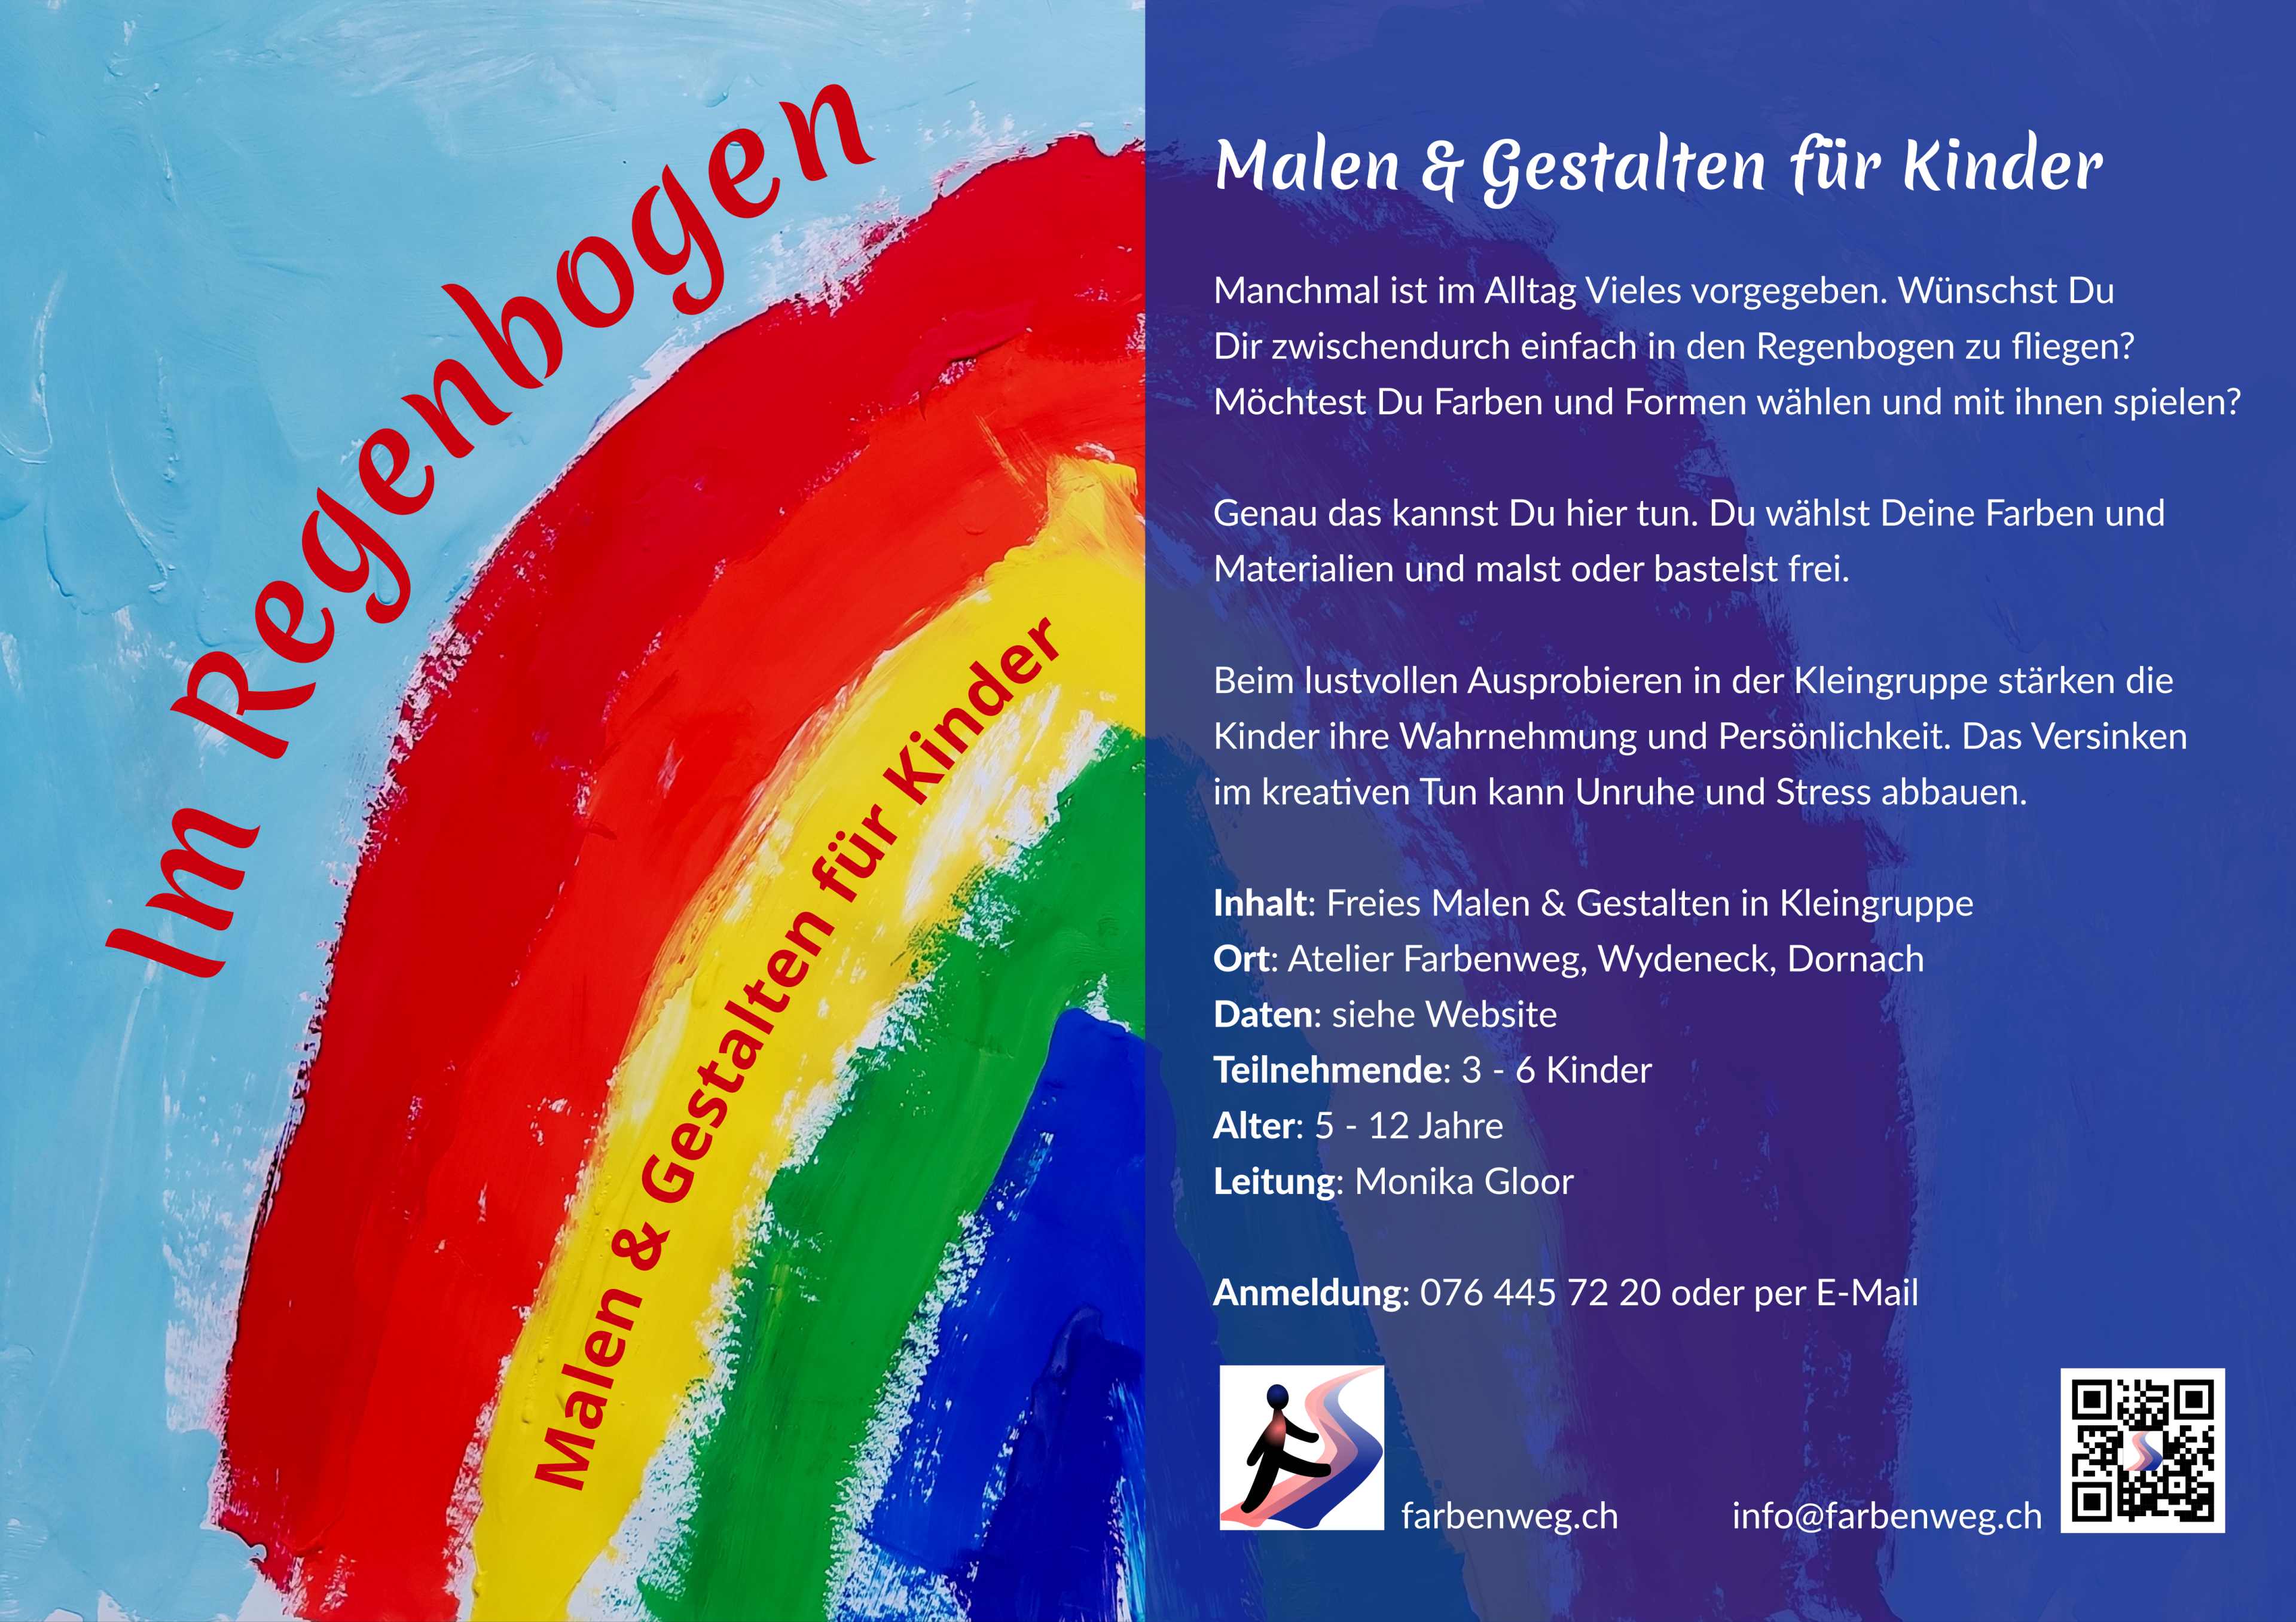 Im Regenbogen
Malen & Gestalten für Kinder
Malen & Gestalten für Kinder
Manchmal ist im Alltag Vieles vorgegeben. Wünschst Du
Dir zwischendurch einfach in den Regenbogen zu fliegen?
Möchtest Du Farben und Formen wählen und mit ihnen spielen?
Genau das kannst Du hier tun. Du wählst Deine Farben und
Materialien und malst oder bastelst frei.
Beim lustvollen Ausprobieren in der Kleingruppe stärken die
Kinder ihre Wahrnehmung und Persönlichkeit. Das Versinken
im kreativen Tun kann Unruhe und Stress abbauen.
Inhalt: Freies Malen & Gestalten in Kleingruppe
Ort: Atelier Farbenweg, Wydeneck, Dornach
Daten: siehe Website
Teilnehmende: 3 - 6 Kinder
Alter: 5 - 12 Jahre
Leitung: Monika Gloor
Anmeldung: 076 445 72 20 oder per E-Mail
farbenweg.ch
info@farbenweg.ch